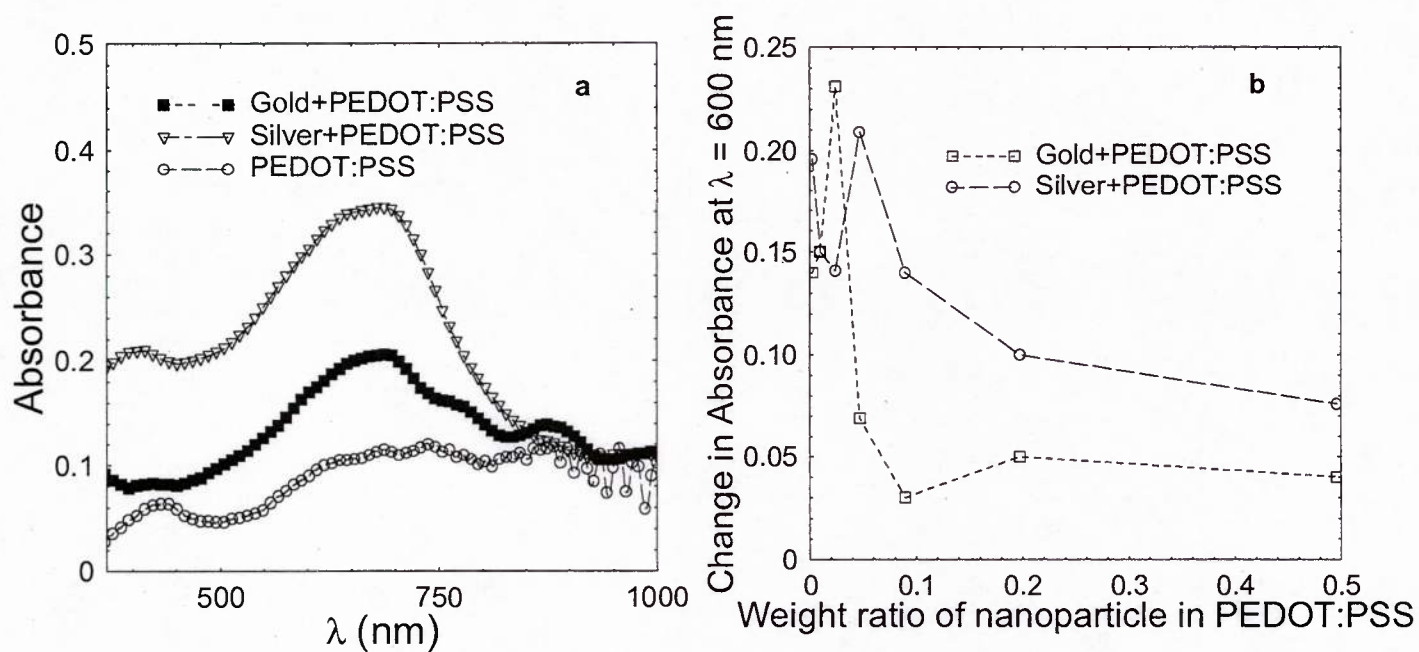 0.5
0.4
0.3
0.2
0.1
0
Absorbance
a
Gold+PEDOT:PSS
Silver+PEDOT:PSS
PEDOT:PSS
500
750
1000
λ (nm)
0.25
0.20
0.15
0.10
0.05
0
Change in Absorbance at λ = 600 nm
b
Gold+PEDOT:PSS
Silver+PEDOT:PSS
0
0.1
0.2
0.3
0.4
0.5
Weight ratio of nanoparticle in PEDOT:PSS